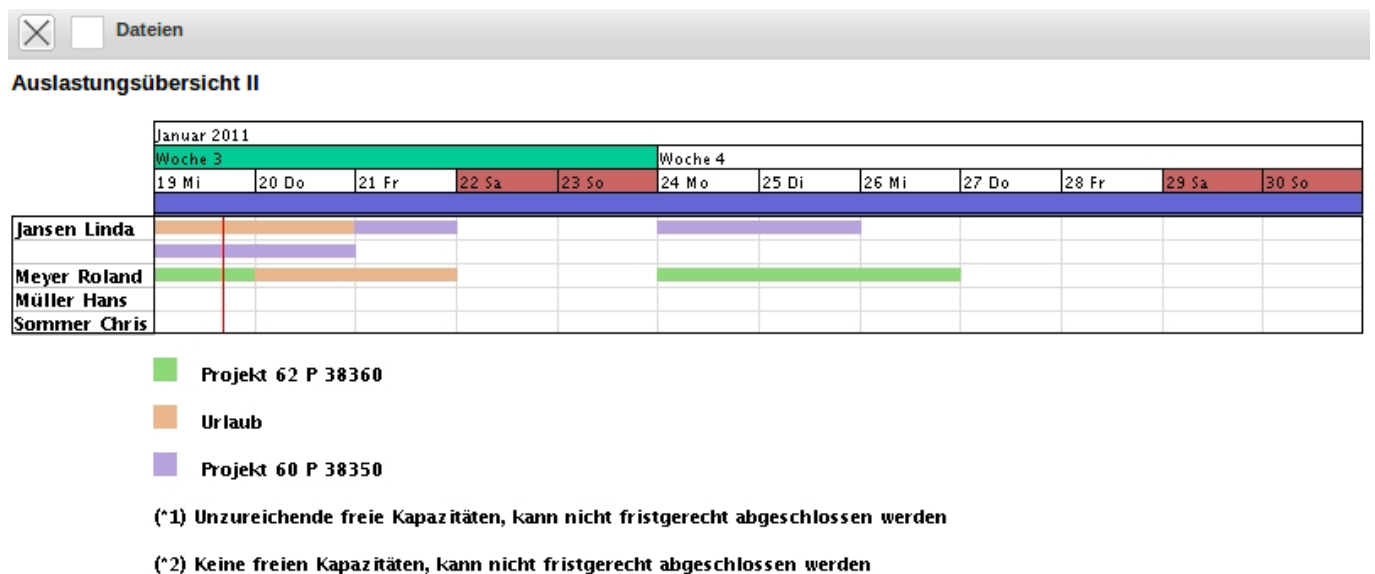 Dateien
Auslastungsübersicht II
Januar 2011
Woche 3 Woche 4
19 Mi 20 Do 21 Fr 22 Sa 23 So 24 Mo 25 Di 26 Mi 27 Do 28 Fr 29 Sa 30 So
Jansen Linda
Meyer Roland
Müller Hans
Sommer Chris
Projekt 62 P 38360
Urlaub
Projekt 60 P 38350
(*1) Unzureichende freie Kapazitäten, kann nicht fristgerecht abgeschlossen werden
(*2) Keine freien Kapazitäten, kann nicht fristgerecht abgeschlossen werden